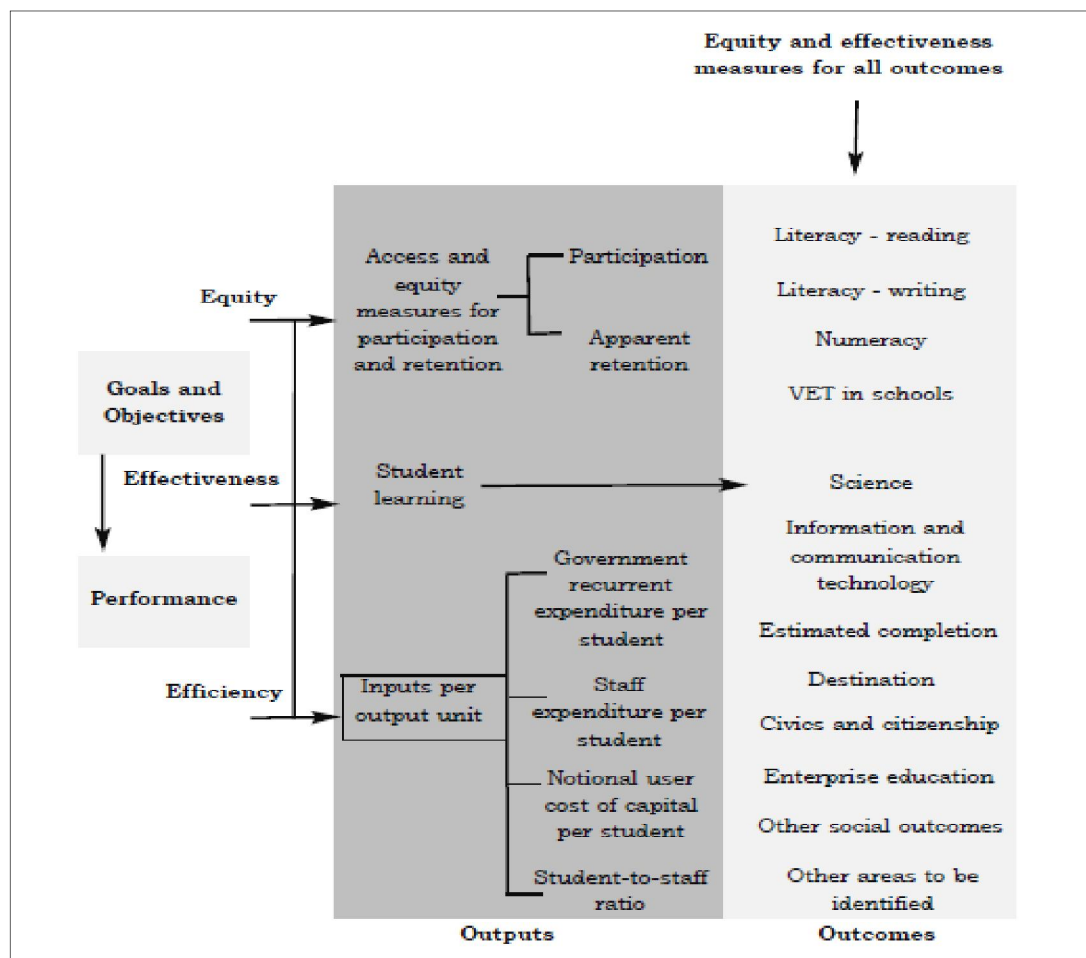 Equity and effectiveness
measures for all outcomes
Equity
Access and
equity
measures for
participation
and retention
Participation
Apparent
retention
Goals and
Objectives
Effectiveness
Student
learning
Performance
Efficiency
Inputs per
output unit
Government
recurrent
expenditure per
student
Staff
expenditure per
student
Notional user
cost of capital
per student
Student-to-staff
ratio
Outputs
Literacy - reading
Literacy - writing
Numeracy
VET in schools
Science
Information and
communication
technology
Estimated completion
Destination
Civics and citizenship
Enterprise education
Other social outcomes
Other areas to be
identified
Outcomes